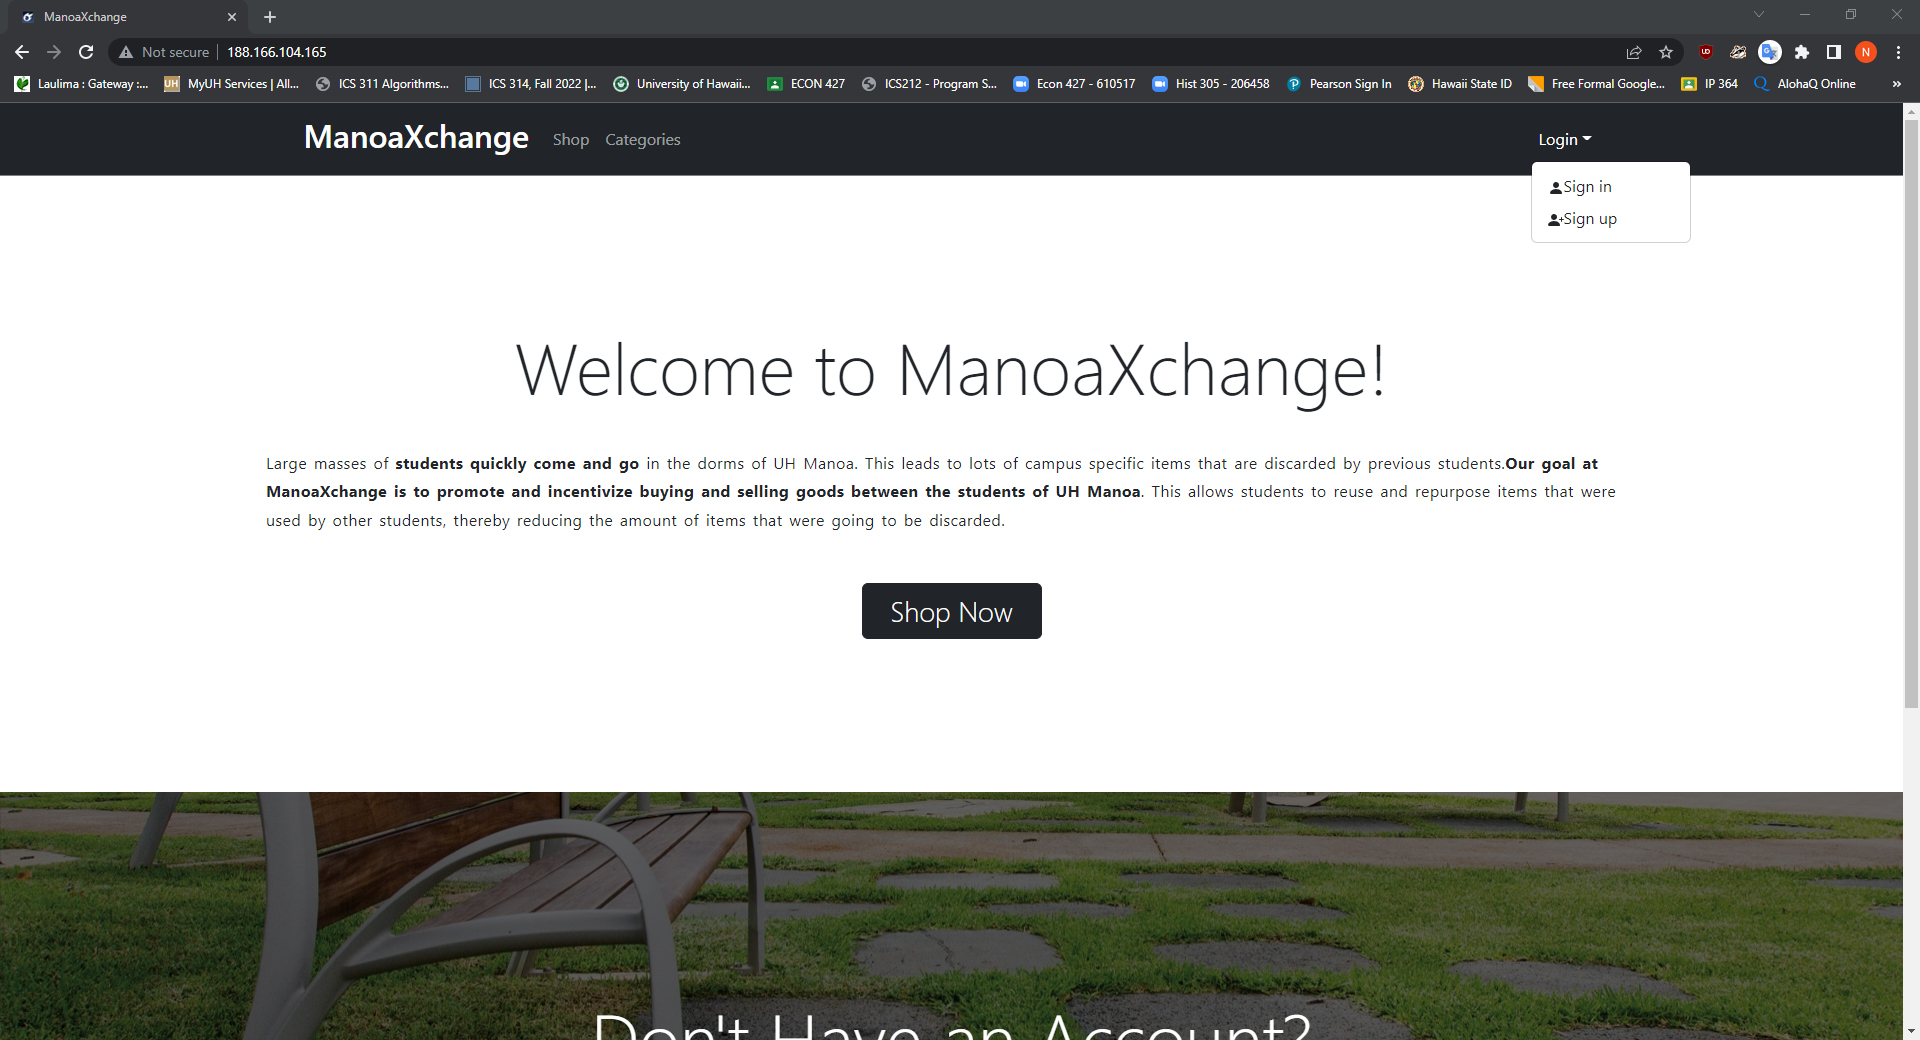 ManoaXchange
Not secure 188.166.104.165
N
Laulima : Gateway :... UH MyUH Services | All... ICS 311 Algorithms... ICS 314, Fall 2022 |... University of Hawaii... ECON 427 ICS212 - Program S... Econ 427 - 610517 Hist 305 - 206458 Pearson Sign In Hawaii State ID Free Formal Google... IP 364 AlohaQ Online »
ManoaXchange Shop Categories Login
Sign in
Sign up
Welcome to ManoaXchange!
Large masses of students quickly come and go in the dorms of UH Manoa. This leads to lots of campus specific items that are discarded by previous students.Our goal at
ManoaXchange is to promote and incentivize buying and selling goods between the students of UH Manoa. This allows students to reuse and repurpose items that were
used by other students, thereby reducing the amount of items that were going to be discarded.
Shop Now
Don't Have an Account?